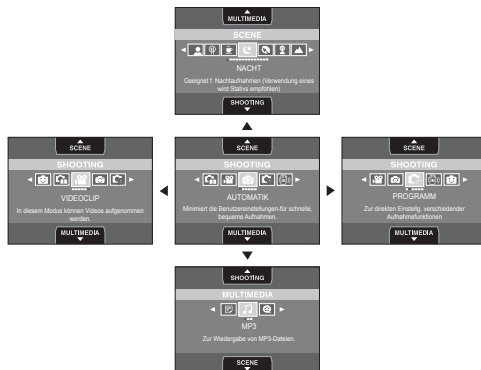 MULTIMEDIA
SCENE
NACHT
Geeignet f. Nachtaufnahmen (Verwendung eines
wird Stativs empfohlen)
SHOOTING
SCENE
SHOOTING
VIDEOCLIP
In diesem Modus können Videos aufgenommen
werden.
MULTIMEDIA
SCENE
SHOOTING
AUTOMATIK
Minimiert die Benutzereinstellungen-für schnelle,
bequeme Aufnahmen.
MULTIMEDIA
SCENE
SHOOTING
PROGRAMM
Zur direkten Einstellg. verschiedender
Aufnahmefunktionen
MULTIMEDIA
SHOOTING
MULTIMEDIA
MP3
Zur Wiedergabe von MP3-Dateien.
SCENE